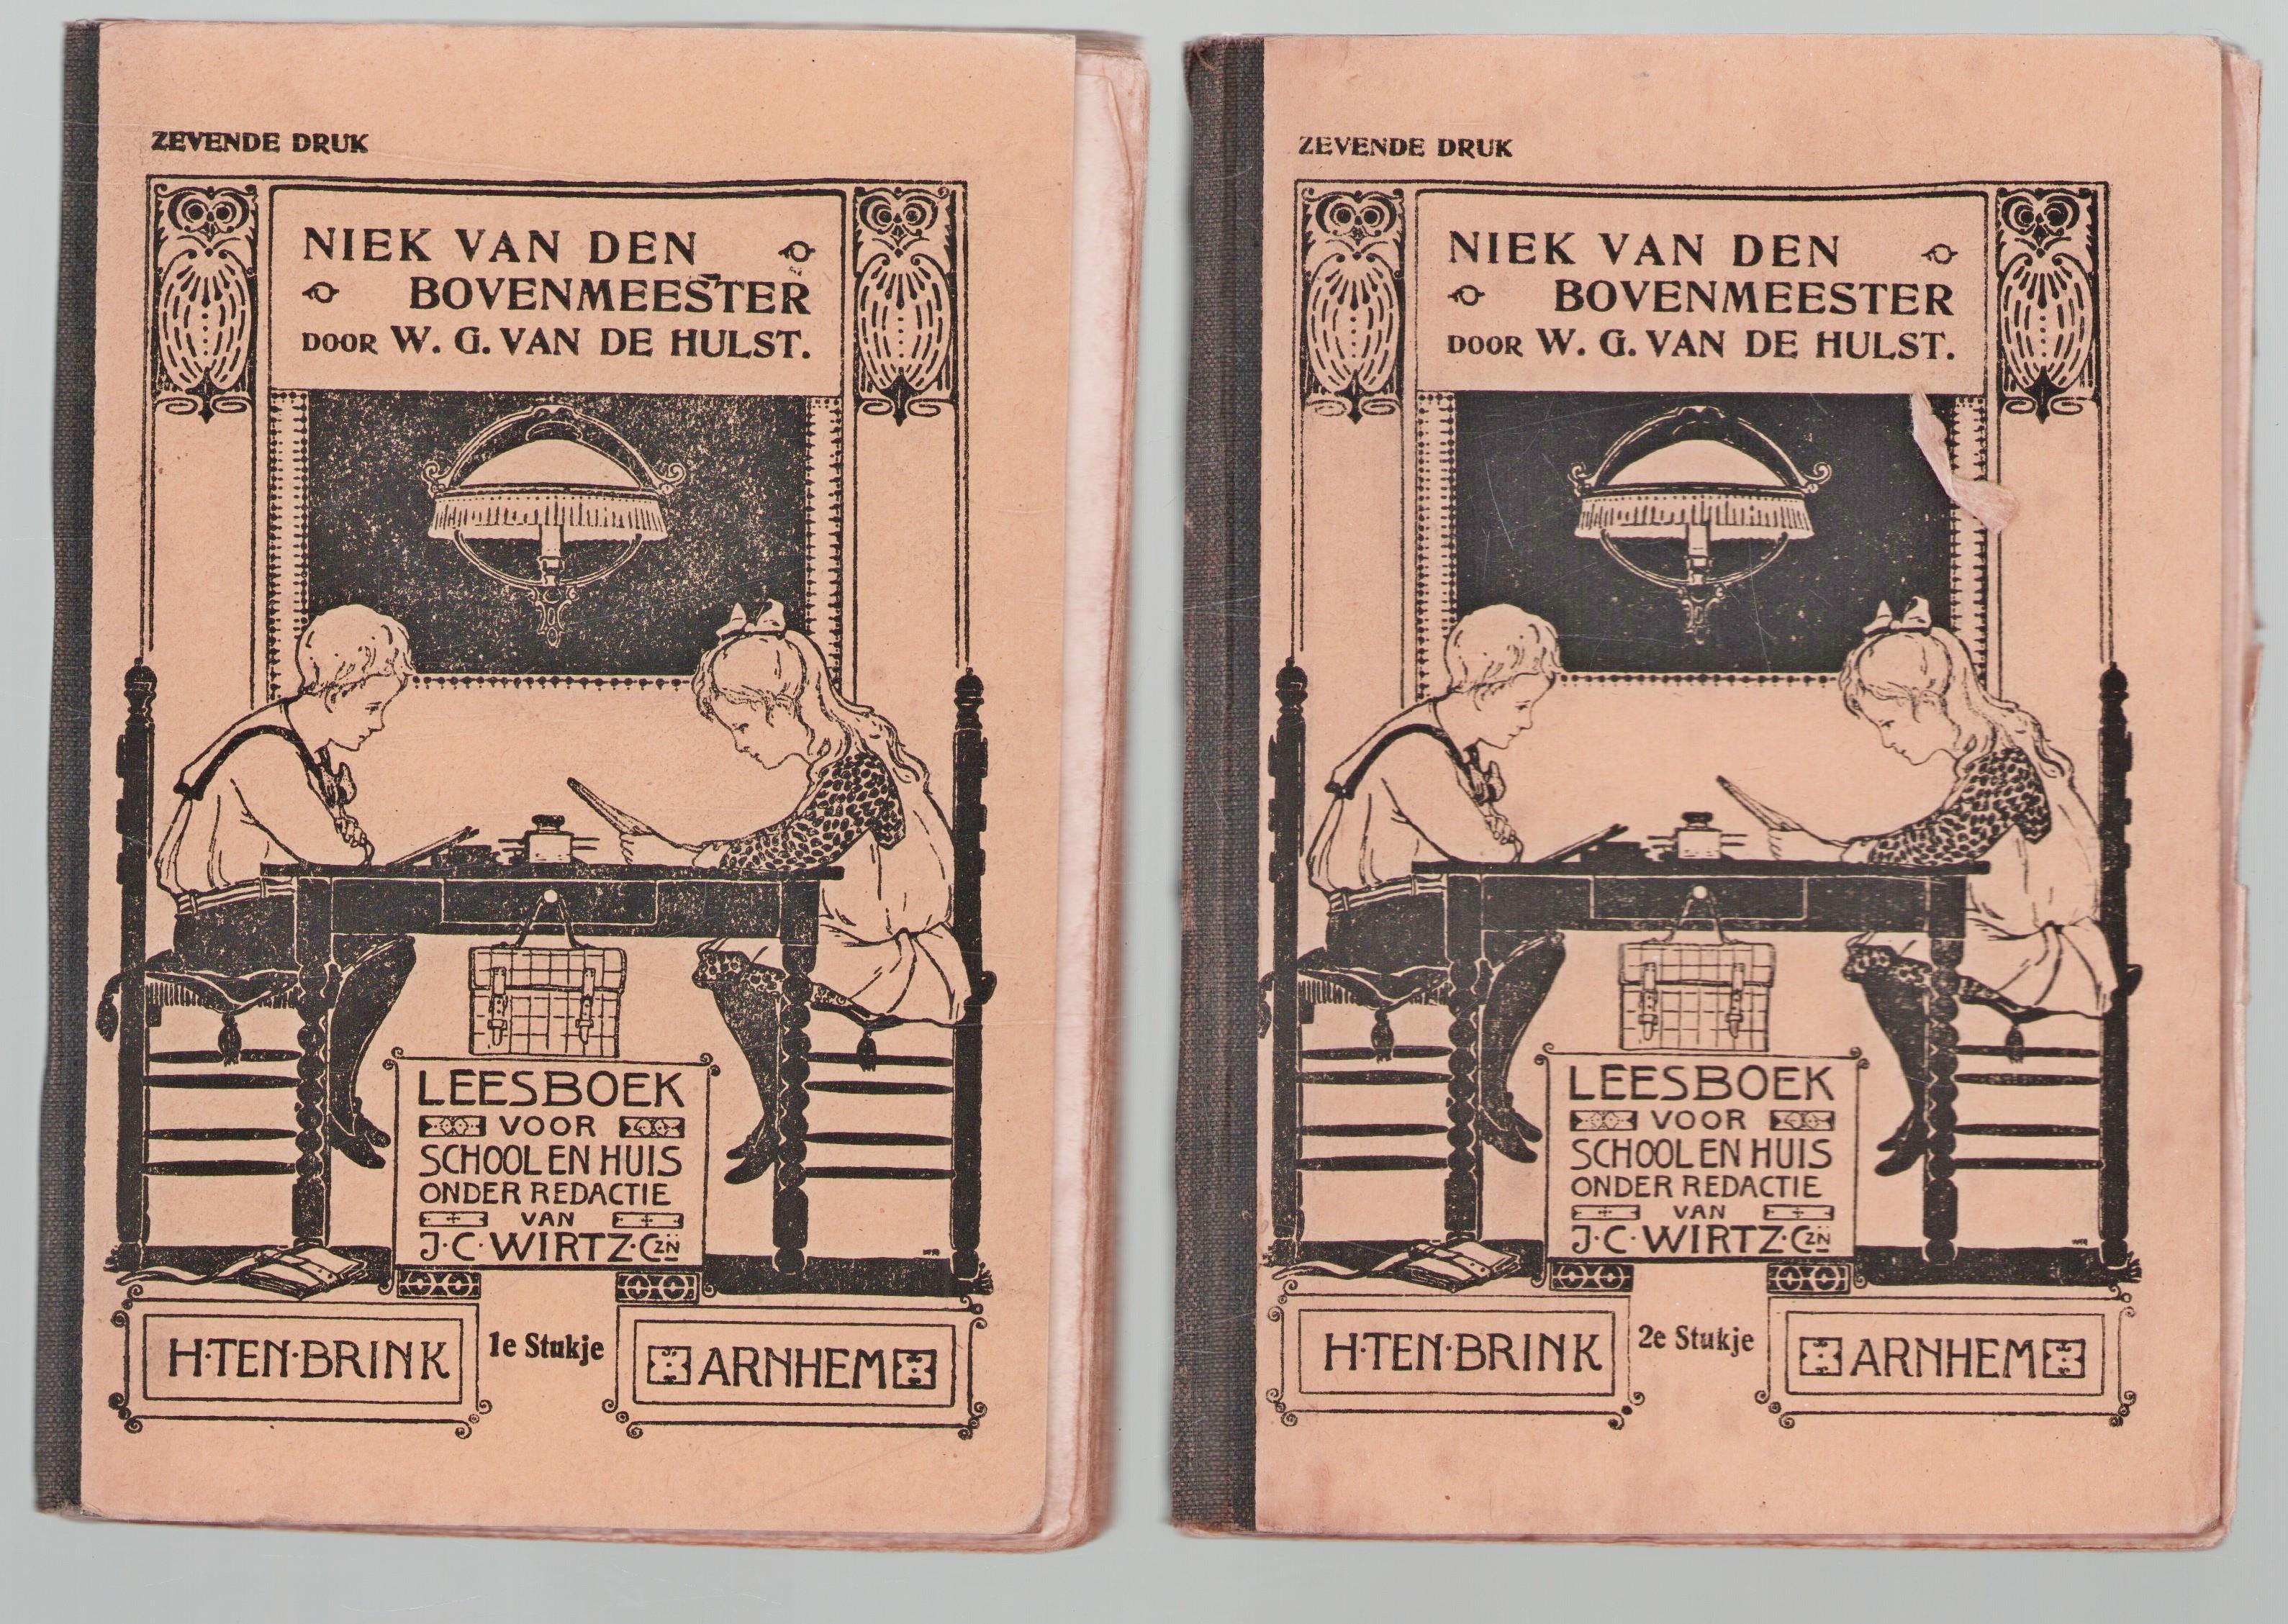 ZEVENDE DRUK
NIEK VAN DEN
BOVENMEESTER
DOOR W. G. VAN DE HULST.
LEESBOEK
VOOR
SCHOOL EN HUIS
ONDER REDACTIE
VAN
J·C·WIRTZ·CZN
H·TEN·BRINK
1e Stukje
ARNHEM
ZEVENDE DRUK
NIEK VAN DEN
BOVENMEESTER
DOOR W. G. VAN DE HULST.
LEESBOEK
VOOR
SCHOOL EN HUIS
ONDER REDACTIE
VAN
J·C·WIRTZ·CZN
H·TEN·BRINK
2e Stukje
ARNHEM